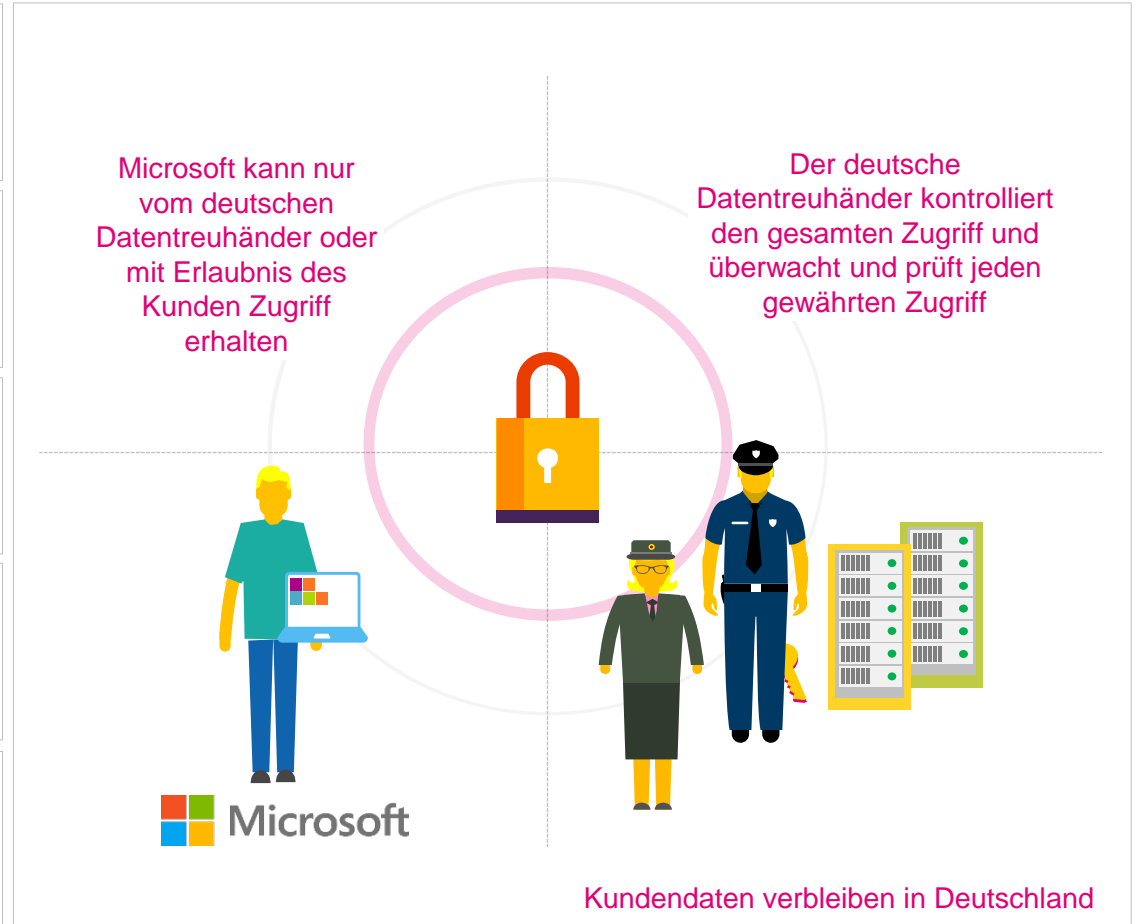 Microsoft kann nur
vom deutschen
Datentreuhänder oder
mit Erlaubnis des
Kunden Zugriff
erhalten
Der deutsche
Datentreuhänder kontrolliert
den gesamten Zugriff und
überwacht und prüft jeden
gewährten Zugriff
Microsoft
Kundendaten verbleiben in Deutschland